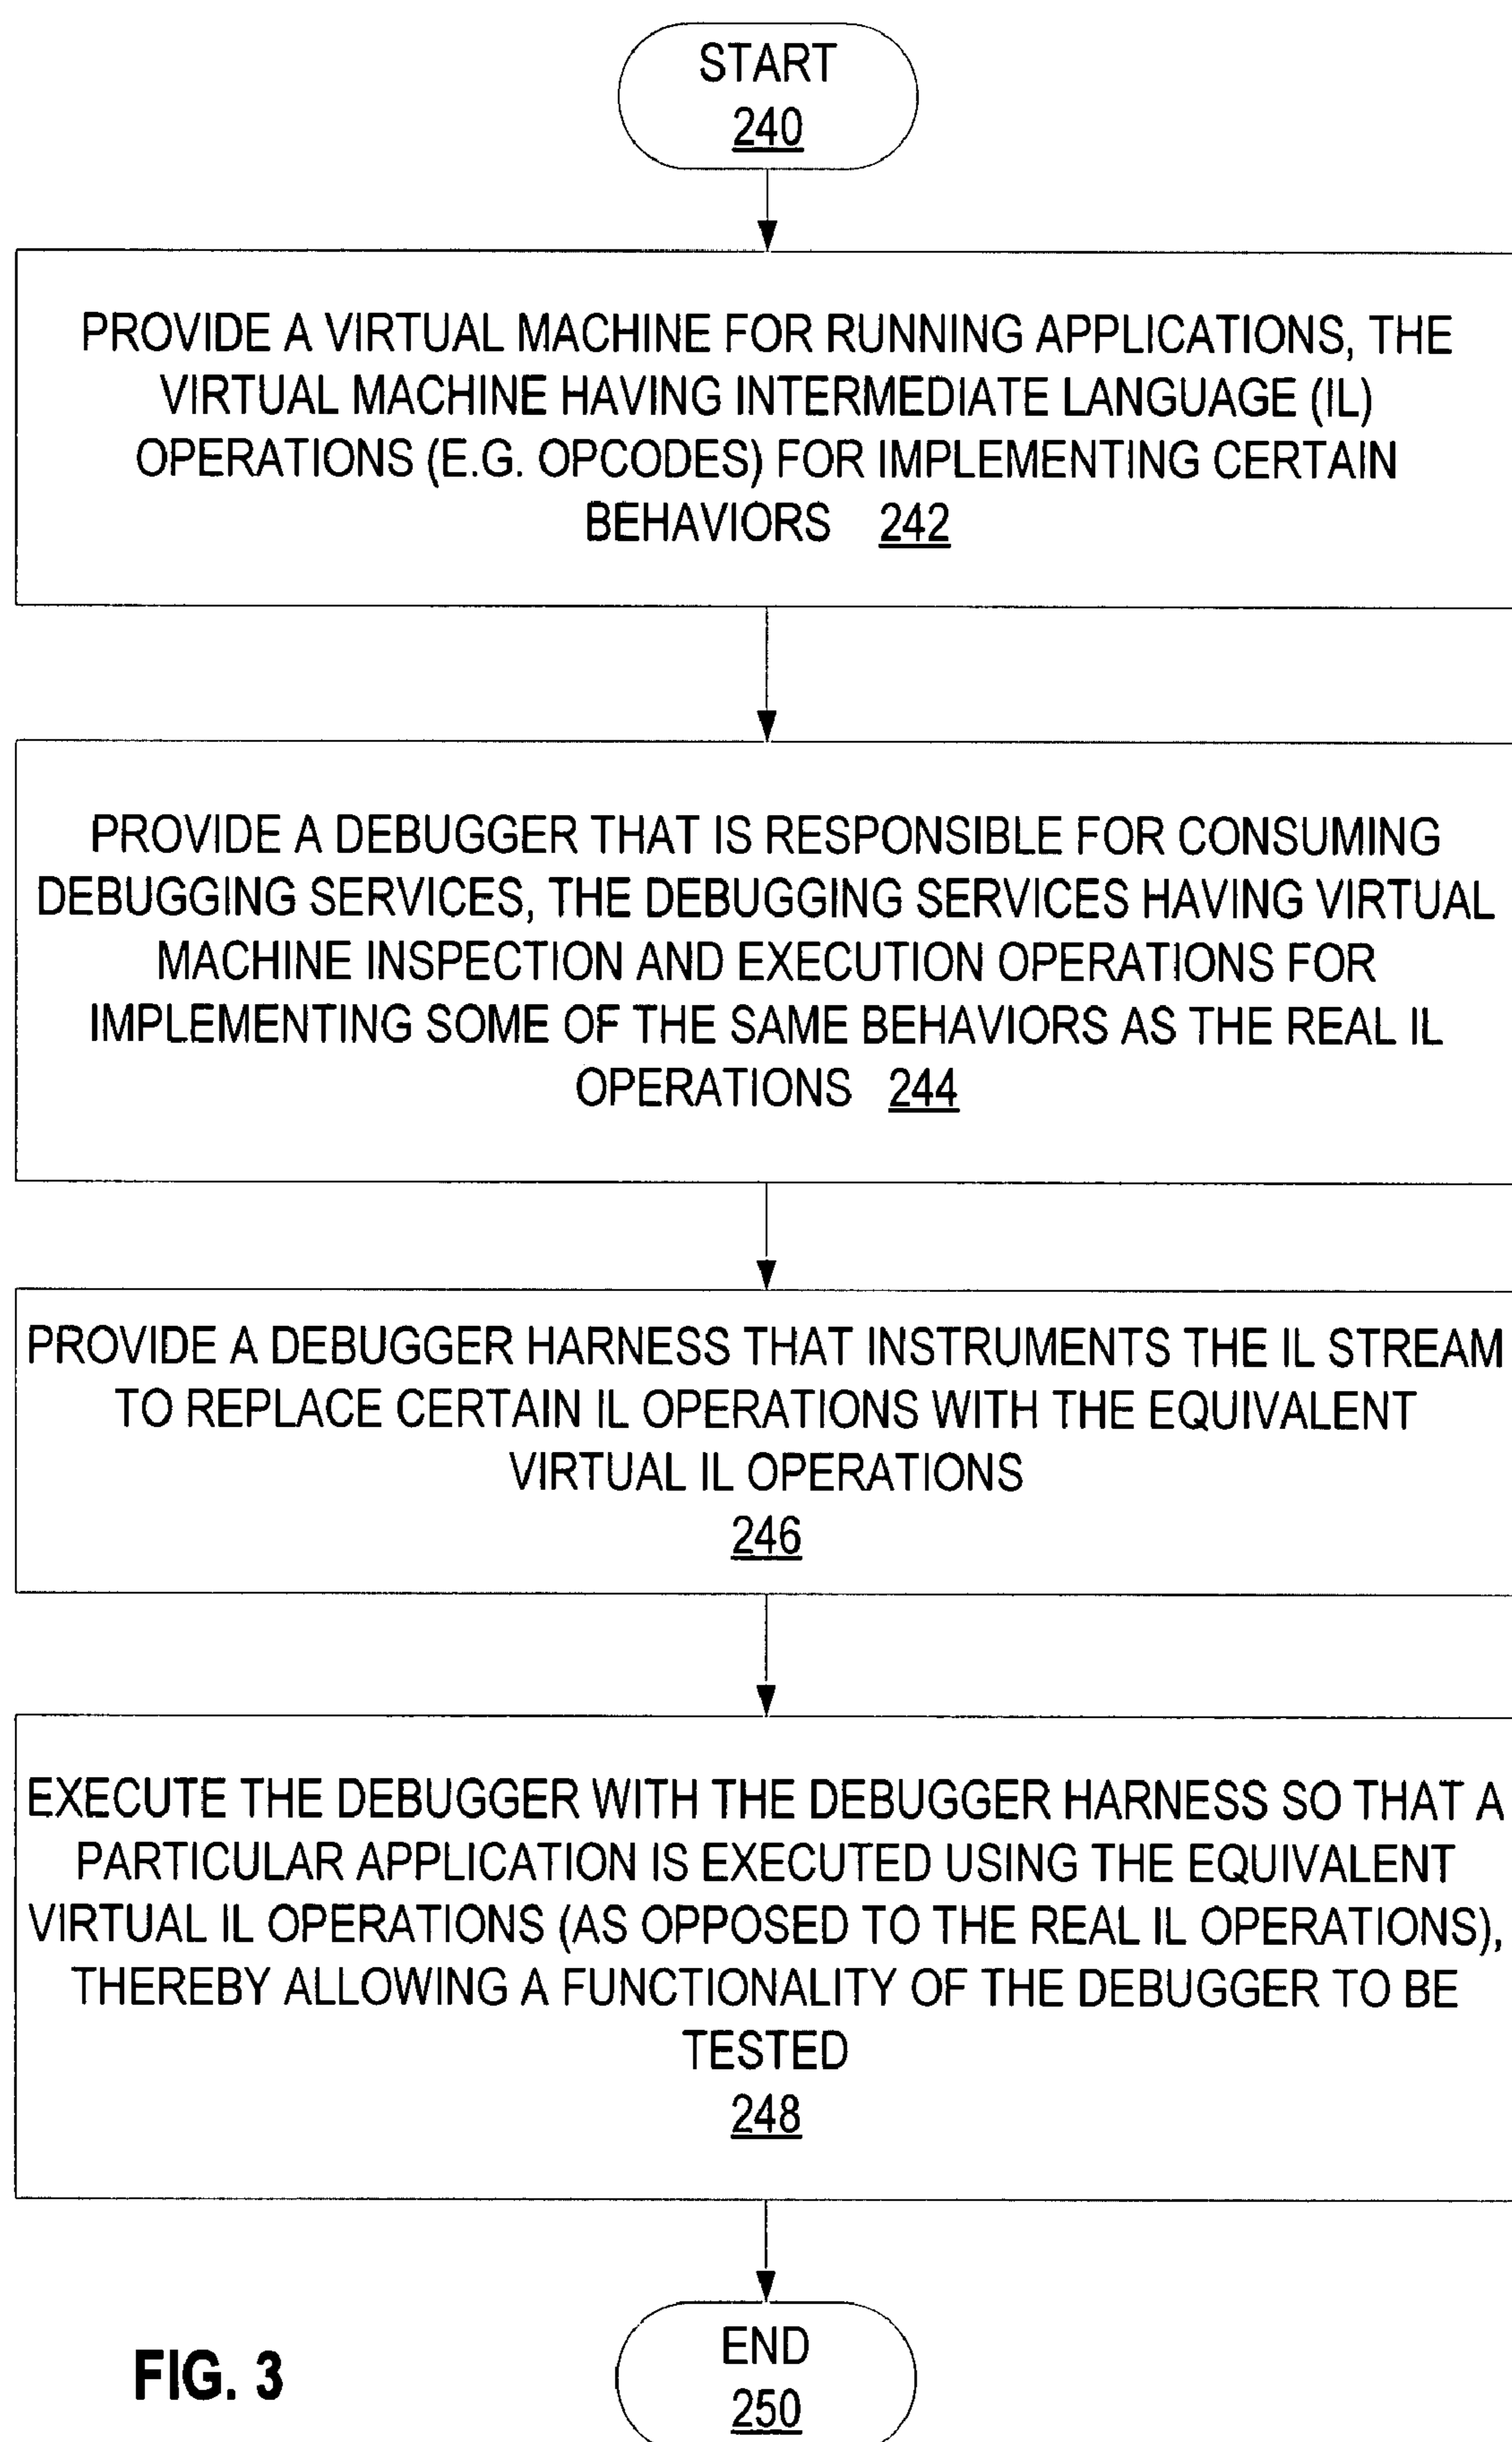 START
240
PROVIDE A VIRTUAL MACHINE FOR RUNNING APPLICATIONS, THE
VIRTUAL MACHINE HAVING INTERMEDIATE LANGUAGE (IL)
OPERATIONS (E.G. OPCODES) FOR IMPLEMENTING CERTAIN
BEHAVIORS 242
PROVIDE A DEBUGGER THAT IS RESPONSIBLE FOR CONSUMING
DEBUGGING SERVICES, THE DEBUGGING SERVICES HAVING VIRTUAL
MACHINE INSPECTION AND EXECUTION OPERATIONS FOR
IMPLEMENTING SOME OF THE SAME BEHAVIORS AS THE REAL IL
OPERATIONS 244
PROVIDE A DEBUGGER HARNESS THAT INSTRUMENTS THE IL STREAM
TO REPLACE CERTAIN IL OPERATIONS WITH THE EQUIVALENT
VIRTUAL IL OPERATIONS
246
EXECUTE THE DEBUGGER WITH THE DEBUGGER HARNESS SO THAT A
PARTICULAR APPLICATION IS EXECUTED USING THE EQUIVALENT
VIRTUAL IL OPERATIONS (AS OPPOSED TO THE REAL IL OPERATIONS),
THEREBY ALLOWING A FUNCTIONALITY OF THE DEBUGGER TO BE
TESTED
248
END
250
FIG. 3